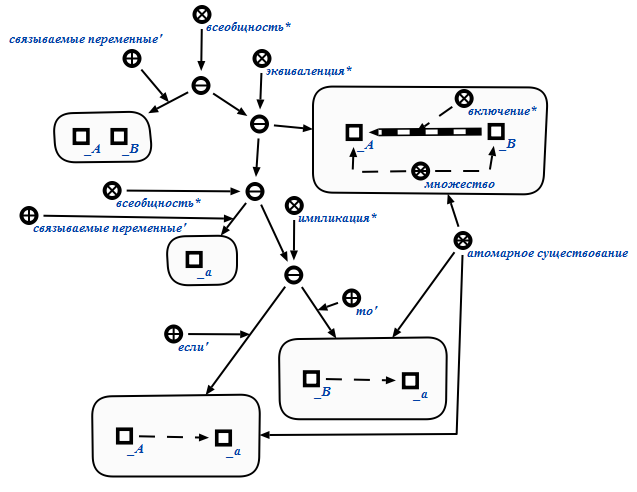 всеобщность*
связываемые переменные'
эквиваленция*
включение*
_A
_B
_A
_B
множество
всеобщность*
импликация*
связываемые переменные'
атомарное существование
_a
то'
если'
_B
_a
_A
_a